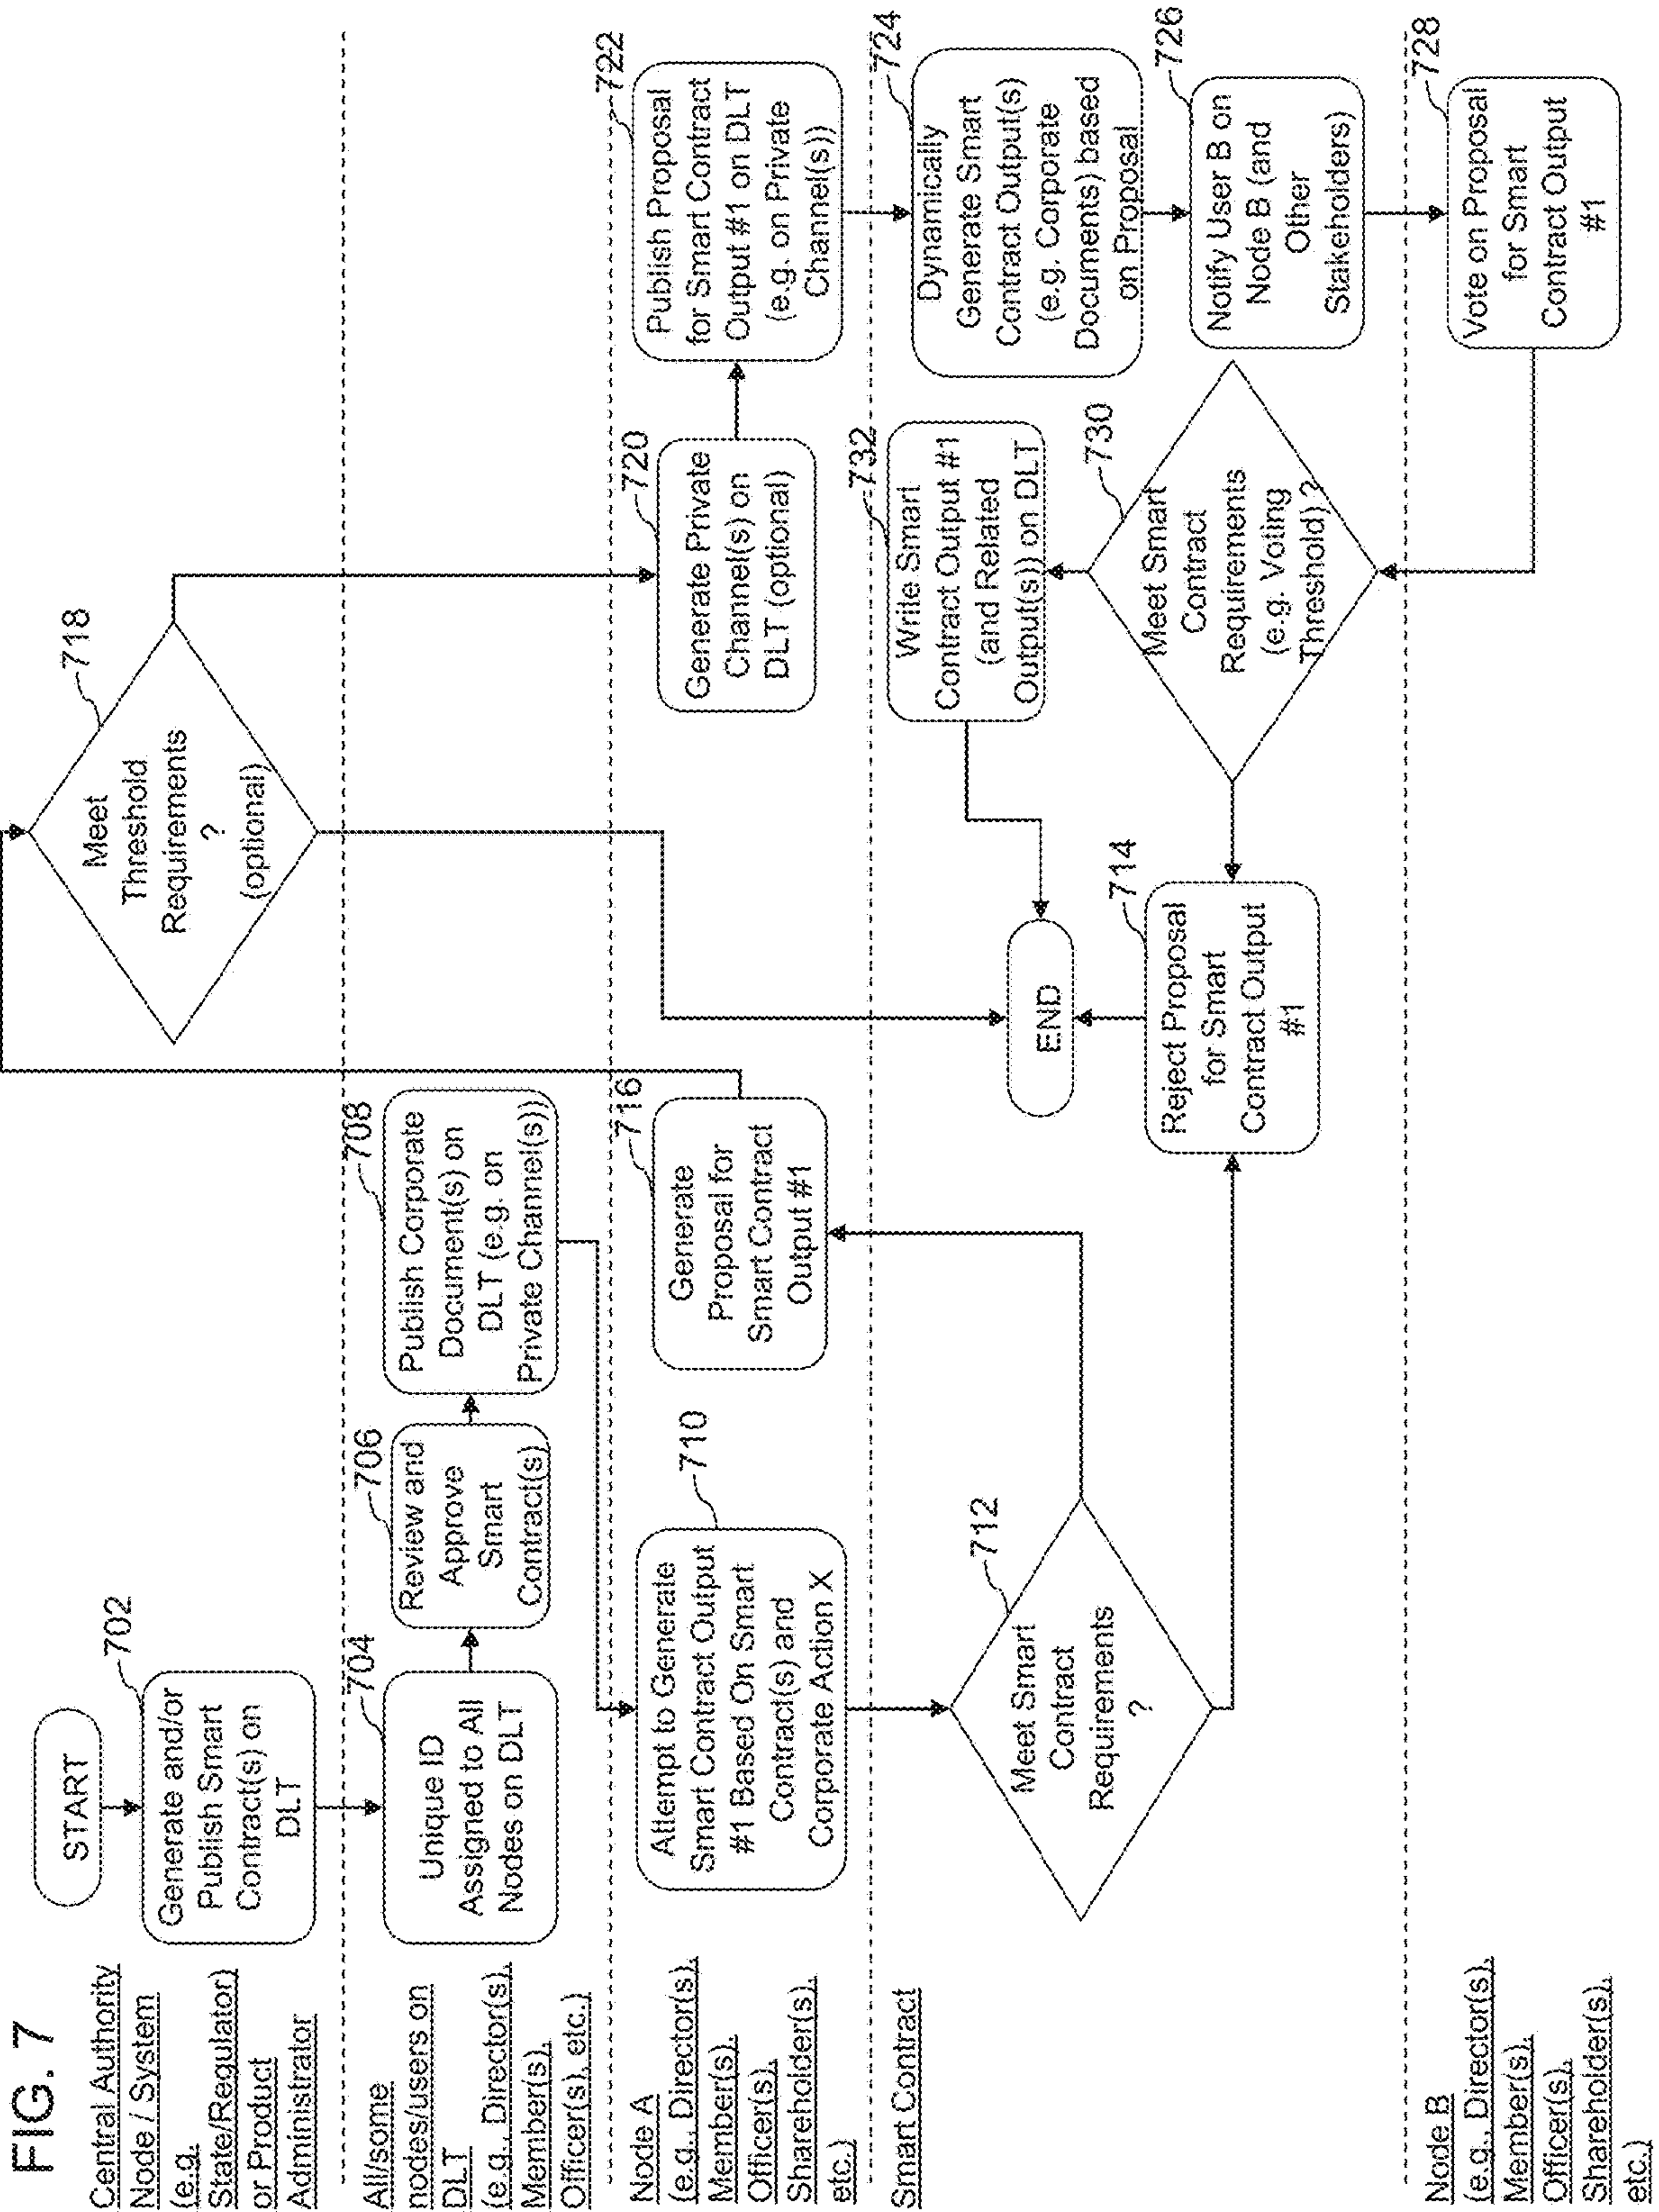 FIG. 7
Central Authority
Node / System
(e.g.
State/Regulator)
or Product
Administrator
START
702
Generate and/or
Publish Smart
Contract(s) on
DLT
718
Meet
Threshold
Requirements
?
(optional)
All/some
nodes/users on
DLT
(e.g., Director(s),
Member(s),
Officer(s), etc.)
704
Unique ID
Assigned to All
Nodes on DLT
706
Review and
Approve
Smart
Contract(s)
708
Publish Corporate
Document(s) on
DLT (e.g. on
Private Channel(s))
Node A
(e.g., Director(s),
Member(s),
Officer(s),
Shareholder(s),
etc.)
710
Attempt to Generate
Smart Contract Output
#1 Based On Smart
Contract(s) and
Corporate Action X
716
Generate
Proposal for
Smart Contract
Output #1
720
Generate Private
Channel(s) on
DLT (optional)
722
Publish Proposal
for Smart Contract
Output #1 on DLT
(e.g. on Private
Channel(s))
Smart Contract
712
Meet Smart
Contract
Requirements
?
END
714
Reject Proposal
for Smart
Contract Output
#1
732
Write Smart
Contract Output #1
(and Related
Output(s)) on DLT
730
Meet Smart
Contract
Requirements
(e.g. Voting
Threshold) ?
724
Dynamically
Generate Smart
Contract Output(s)
(e.g. Corporate
Documents) based
on Proposal
726
Notify User B on
Node B (and
Other
Stakeholders)
Node B
(e.g., Director(s),
Member(s),
Officer(s),
Shareholder(s),
etc.)
728
Vote on Proposal
for Smart
Contract Output
#1